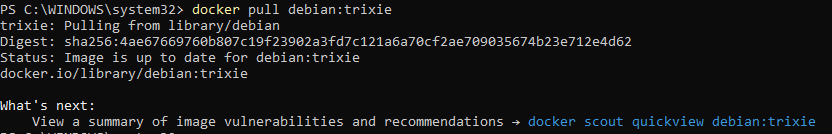 PS C:\WINDOWS\system32> docker pull debian:trixie
trixie: Pulling from library/debian
Digest: sha256:4ae67669760b807c19f23902a3fd7c121a6a70cf2ae709035674b23e712e4d62
Status: Image is up to date for debian:trixie
docker.io/library/debian:trixie

What's next:
    View a summary of image vulnerabilities and recommendations → docker scout quickview debian:trixie